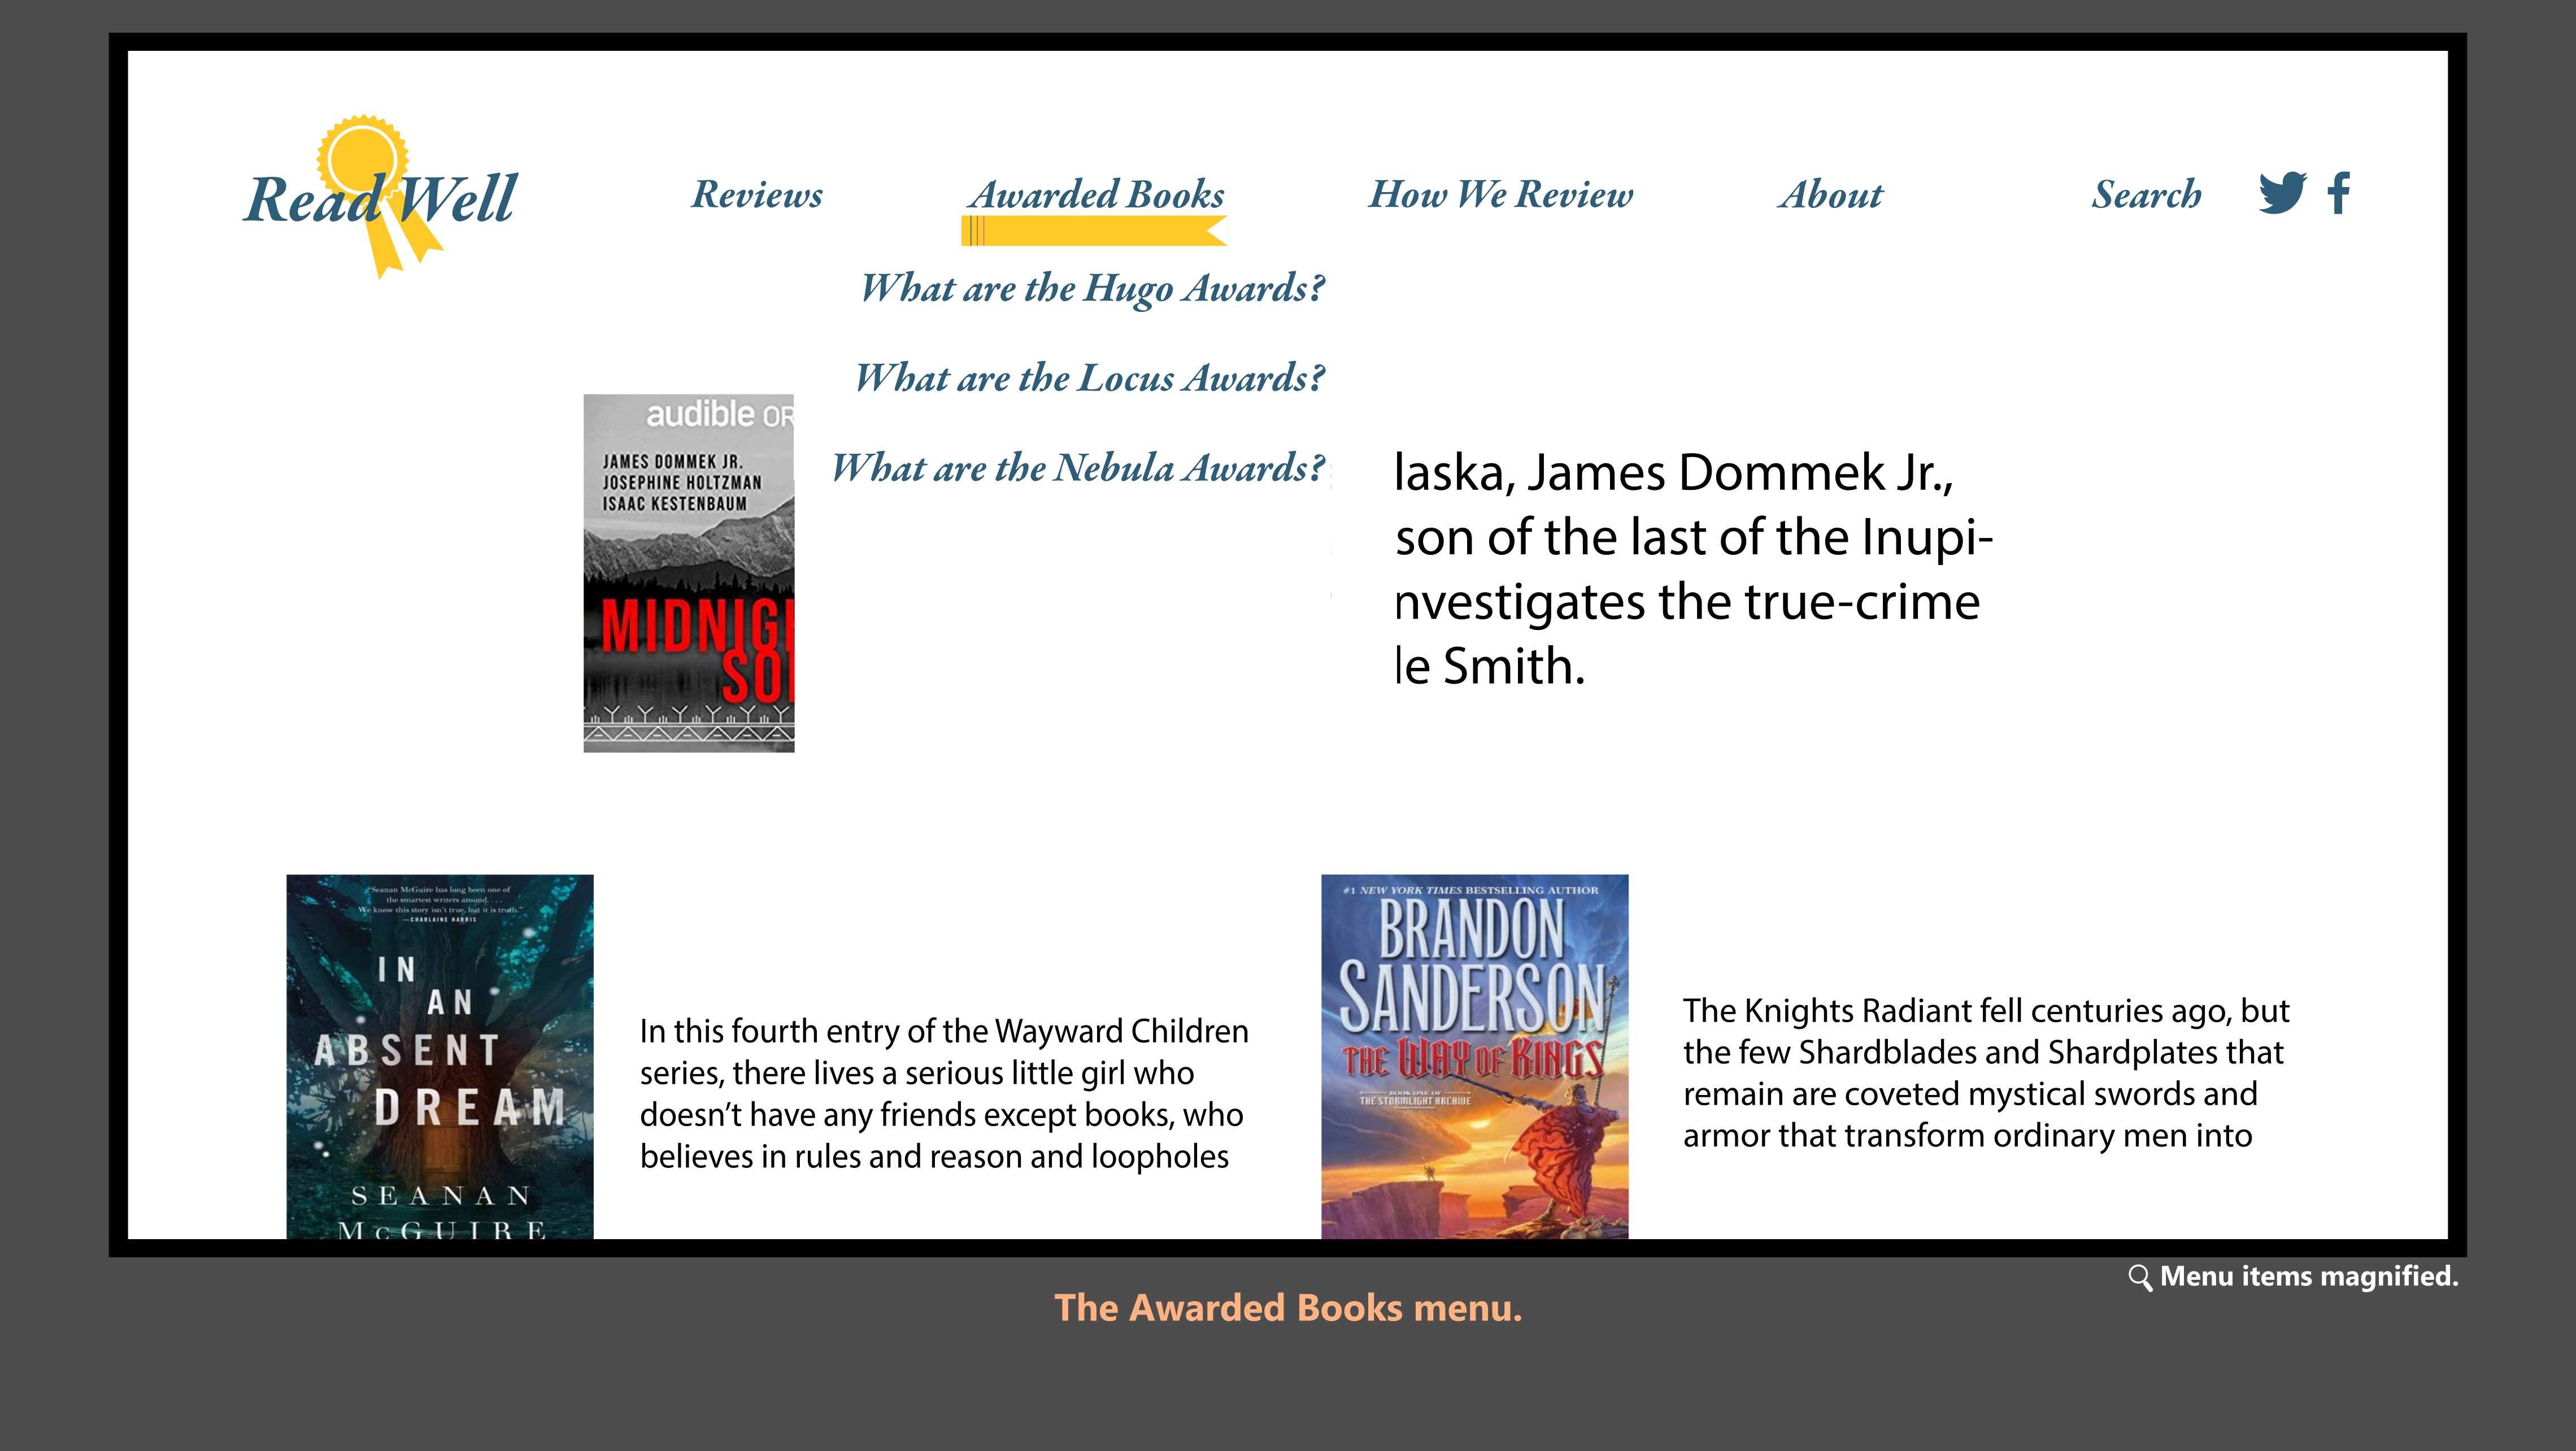 Read Well
Reviews
Awarded Books
How We Review
About
Search
What are the Hugo Awards?
What are the Locus Awards?
What are the Nebula Awards?
audible OR
JAMES DOMMEK JR.
JOSEPHINE HOLTZMAN
ISAAC KESTENBAUM
MIDNIG
SO
laska, James Dommek Jr.,
son of the last of the Inupi-
nvestigates the true-crime
le Smith.
"Seanan McGuire has long been one of
the smartest writers around. . . .
We know this story isn't true, but it is truth."
—CHARLAINE HARRIS
IN
AN
ABSENT
DREAM
SEANAN
McGUIRE
In this fourth entry of the Wayward Children
series, there lives a serious little girl who
doesn’t have any friends except books, who
believes in rules and reason and loopholes
#1 NEW YORK TIMES BESTSELLING AUTHOR
BRANDON
SANDERSON
THE WAY OF KINGS
BOOK ONE OF
THE STORMLIGHT ARCHIVE
The Knights Radiant fell centuries ago, but
the few Shardblades and Shardplates that
remain are coveted mystical swords and
armor that transform ordinary men into
Menu items magnified.
The Awarded Books menu.